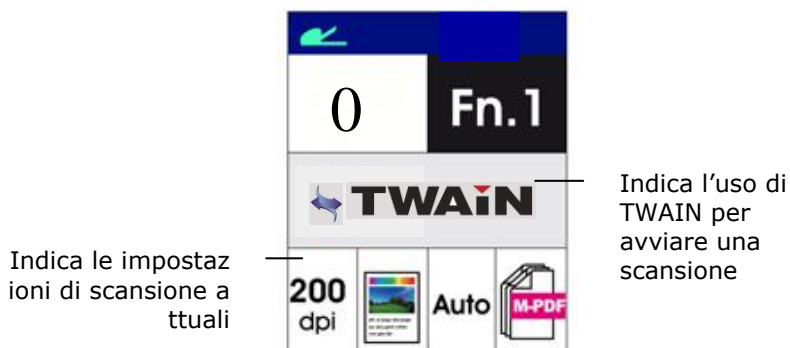 0
Fn.1
TWAIN
Indica l’uso di
TWAIN per
avviare una
scansione
Indica le impostaz
ioni di scansione a
ttuali
200
dpi
Auto
M-PDF